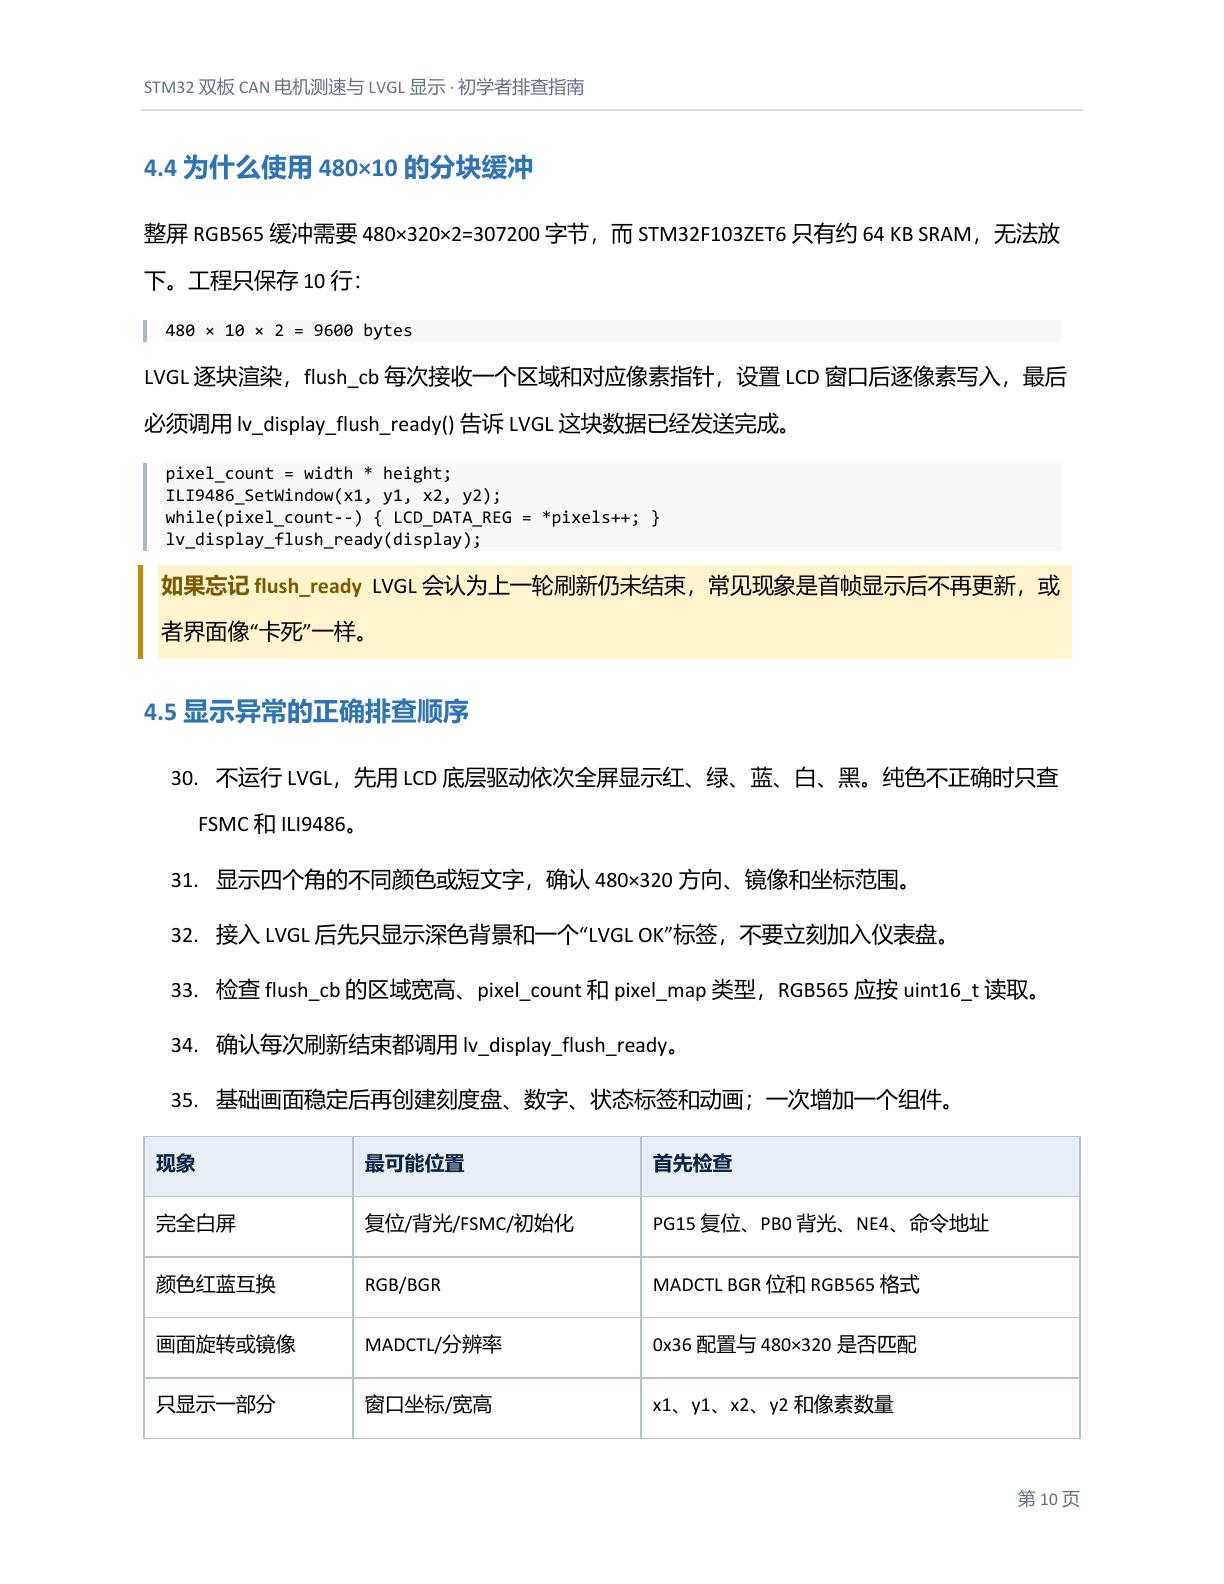 STM32 双板 CAN 电机测速与 LVGL 显示 · 初学者排查指南
4.4 为什么使用 480×10 的分块缓冲
整屏 RGB565 缓冲需要 480×320×2=307200 字节，而 STM32F103ZET6 只有约 64 KB SRAM，无法放
下。工程只保存 10 行：
480 × 10 × 2 = 9600 bytes
LVGL 逐块渲染，flush_cb 每次接收一个区域和对应像素指针，设置 LCD 窗口后逐像素写入，最后
必须调用 lv_display_flush_ready() 告诉 LVGL 这块数据已经发送完成。
pixel_count = width * height;
ILI9486_SetWindow(x1, y1, x2, y2);
while(pixel_count--) { LCD_DATA_REG = *pixels++; }
lv_display_flush_ready(display);
如果忘记 flush_ready LVGL 会认为上一轮刷新仍未结束，常见现象是首帧显示后不再更新，或
者界面像“卡死”一样。
4.5 显示异常的正确排查顺序
30. 不运行 LVGL，先用 LCD 底层驱动依次全屏显示红、绿、蓝、白、黑。纯色不正确时只查
FSMC 和 ILI9486。
31. 显示四个角的不同颜色或短文字，确认 480×320 方向、镜像和坐标范围。
32. 接入 LVGL 后先只显示深色背景和一个“LVGL OK”标签，不要立刻加入仪表盘。
33. 检查 flush_cb 的区域宽高、pixel_count 和 pixel_map 类型，RGB565 应按 uint16_t 读取。
34. 确认每次刷新结束都调用 lv_display_flush_ready。
35. 基础画面稳定后再创建刻度盘、数字、状态标签和动画；一次增加一个组件。
现象 最可能位置 首先检查
完全白屏 复位/背光/FSMC/初始化 PG15 复位、PB0 背光、NE4、命令地址
颜色红蓝互换 RGB/BGR MADCTL BGR 位和 RGB565 格式
画面旋转或镜像 MADCTL/分辨率 0x36 配置与 480×320 是否匹配
只显示一部分 窗口坐标/宽高 x1、y1、x2、y2 和像素数量
第 10 页